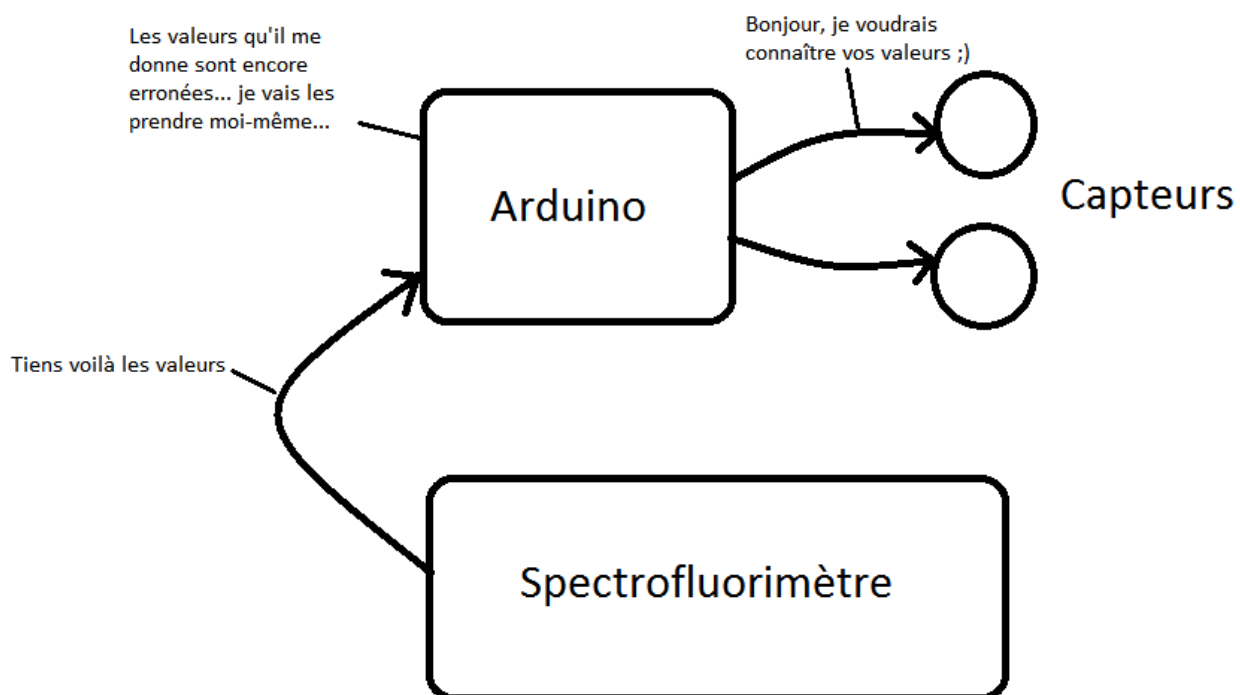 Les valeurs qu'il me
donne sont encore
erronées... je vais les
prendre moi-même...
Bonjour, je voudrais
connaître vos valeurs ;)
Arduino
Capteurs
Tiens voilà les valeurs
Spectrofluorimètre